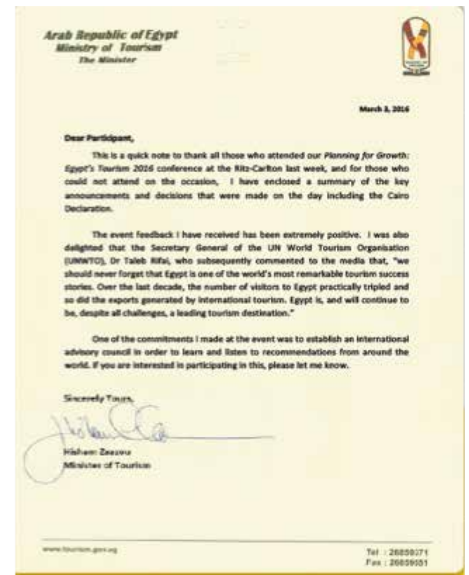 Arab Republic of Egypt
Ministry of Tourism
The Minister
March 3, 2016
Dear Participant,
This is a quick note to thank all those who attended our Planning for Growth:
Egypt's Tourism 2016 conference at the Ritz-Carlton last week, and for those who
could not attend on the occasion, I have enclosed a summary of the key
announcements and decisions that were made on the day including the Cairo
Declaration.
The event feedback I have received has been extremely positive. I was also
delighted that the Secretary General of the UN World Tourism Organisation
(UNWTO), Dr Taleb Rifai, who subsequently commented to the media that, "we
should never forget that Egypt is one of the world's most remarkable tourism success
stories. Over the last decade, the number of visitors to Egypt practically tripled and
so did the exports generated by international tourism. Egypt is, and will continue to
be, despite all challenges, a leading tourism destination."
One of the commitments I made at the event was to establish an international
advisory council in order to learn and listen to recommendations from around the
world. If you are interested in participating in this, please let me know.
Sincerely Yours,
Hisham Zaazou
Minister of Tourism
www.tourism.gov.eg
Tel : 26859271
Fax : 26859551